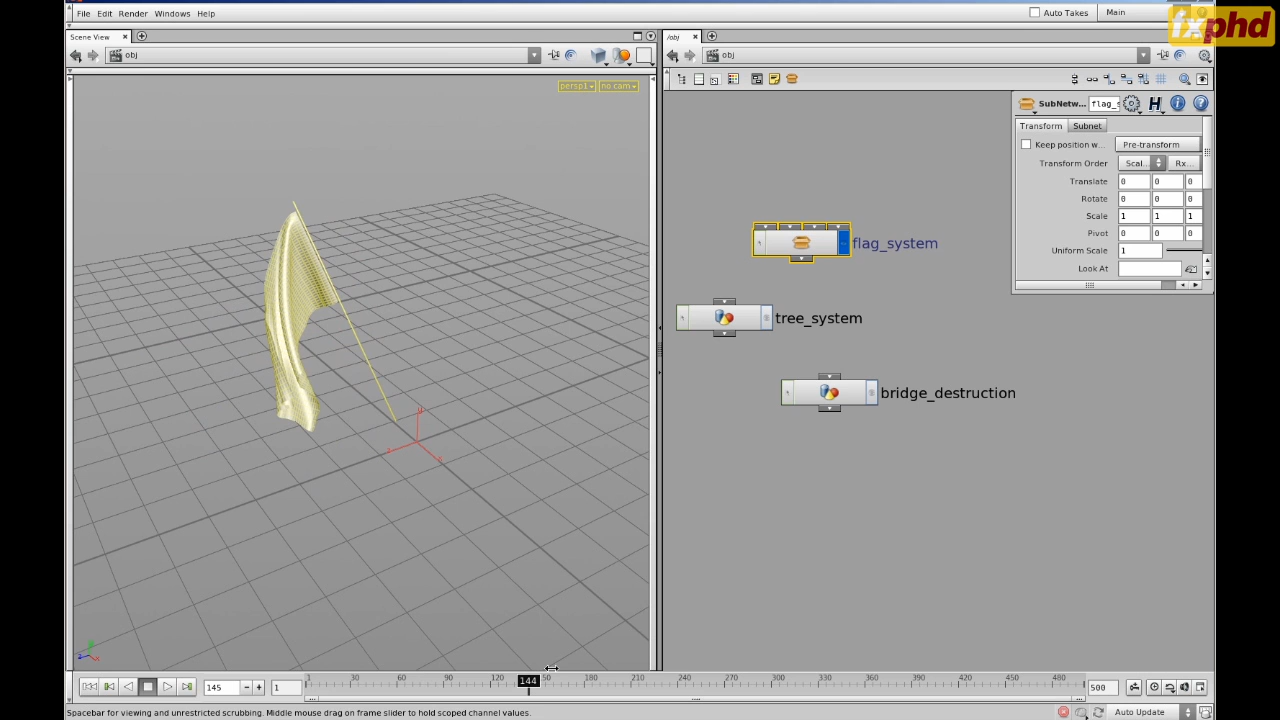 File Edit Render Windows Help
Auto Takes Main
fxphd
Scene View
/obj
obj
obj
persp1 no cam
SubNetw... flag_s
Transform Subnet
Keep position w... Pre-transform
Transform Order Scal... Rx...
Translate 0 0 0
Rotate 0 0 0
Scale 1 1 1
Pivot 0 0 0
Uniform Scale 1
Look At
flag_system
tree_system
bridge_destruction
145 1 1 30 60 90 120 144 50 180 210 240 270 300 330 360 390 420 450 480 500
Spacebar for viewing and unrestricted scrubbing. Middle mouse drag on frame slider to hold scoped channel values.
Auto Update